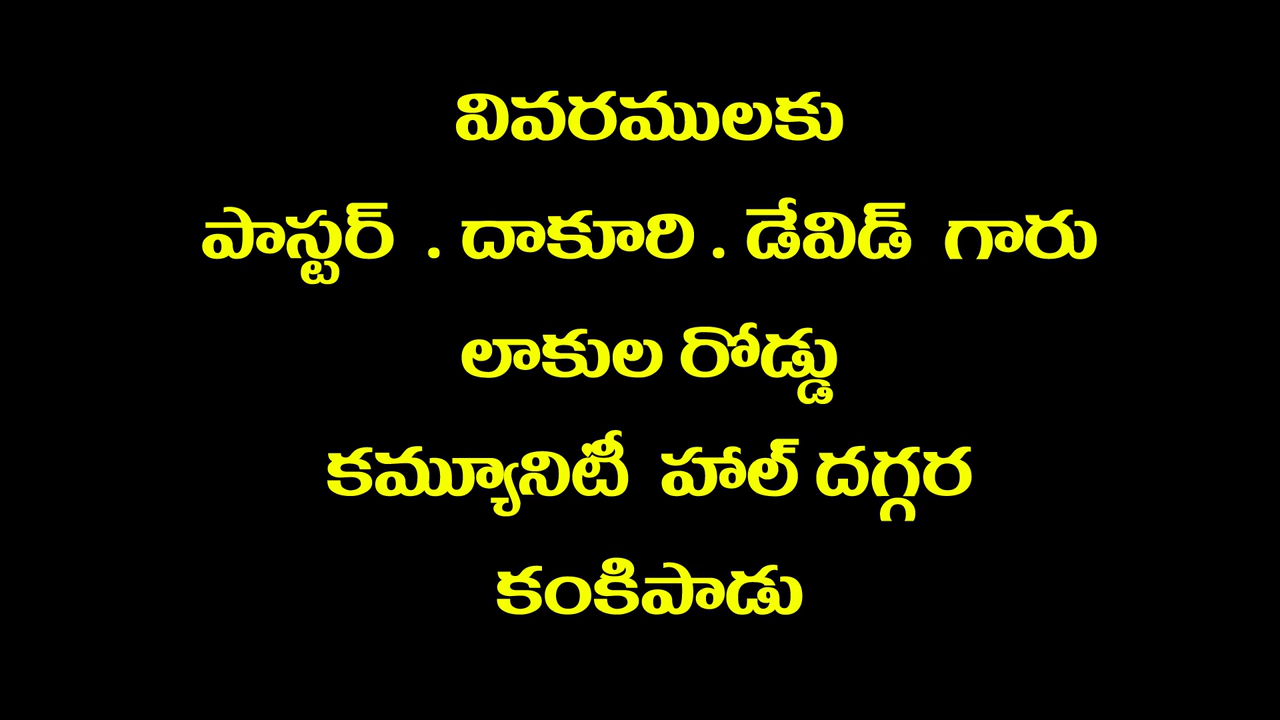 వివరములకు
పాస్టర్ . దాకూరి . డేవిడ్ గారు
లాకుల రోడ్డు
కమ్యూనిటీ హాల్ దగ్గర
కంకిపాడు